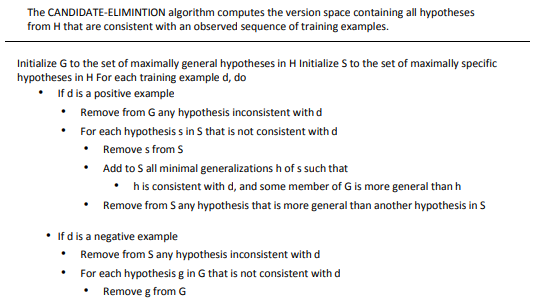 The CANDIDATE-ELIMINTION algorithm computes the version space containing all hypotheses
from H that are consistent with an observed sequence of training examples.
Initialize G to the set of maximally general hypotheses in H Initialize S to the set of maximally specific
hypotheses in H For each training example d, do
• If d is a positive example
• Remove from G any hypothesis inconsistent with d
• For each hypothesis s in S that is not consistent with d
• Remove s from S
• Add to S all minimal generalizations h of s such that
• h is consistent with d, and some member of G is more general than h
• Remove from S any hypothesis that is more general than another hypothesis in S
• If d is a negative example
• Remove from S any hypothesis inconsistent with d
• For each hypothesis g in G that is not consistent with d
• Remove g from G